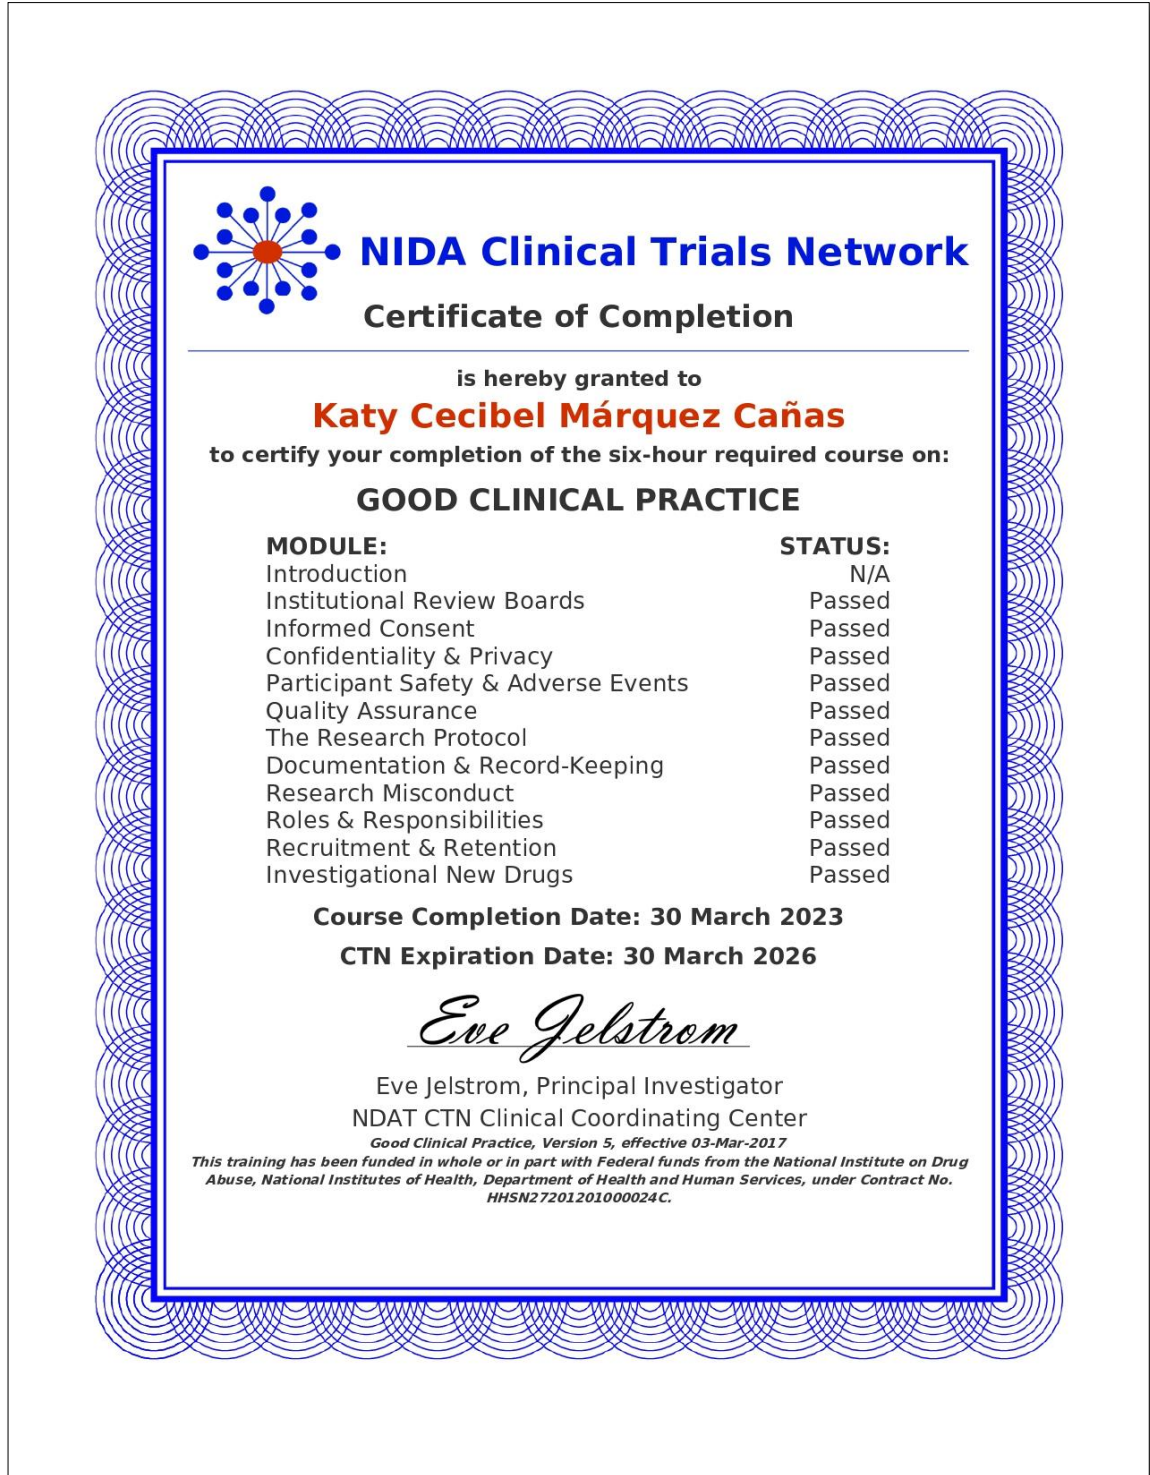 NIDA Clinical Trials Network
Certificate of Completion
is hereby granted to
Katy Cecibel Márquez Cañas
to certify your completion of the six-hour required course on:
GOOD CLINICAL PRACTICE
MODULE: STATUS:
Introduction N/A
Institutional Review Boards Passed
Informed Consent Passed
Confidentiality & Privacy Passed
Participant Safety & Adverse Events Passed
Quality Assurance Passed
The Research Protocol Passed
Documentation & Record-Keeping Passed
Research Misconduct Passed
Roles & Responsibilities Passed
Recruitment & Retention Passed
Investigational New Drugs Passed
Course Completion Date: 30 March 2023
CTN Expiration Date: 30 March 2026
Eve Jelstrom
Eve Jelstrom, Principal Investigator
NDAT CTN Clinical Coordinating Center
Good Clinical Practice, Version 5, effective 03-Mar-2017
This training has been funded in whole or in part with Federal funds from the National Institute on Drug
Abuse, National Institutes of Health, Department of Health and Human Services, under Contract No.
HHSN27201201000024C.